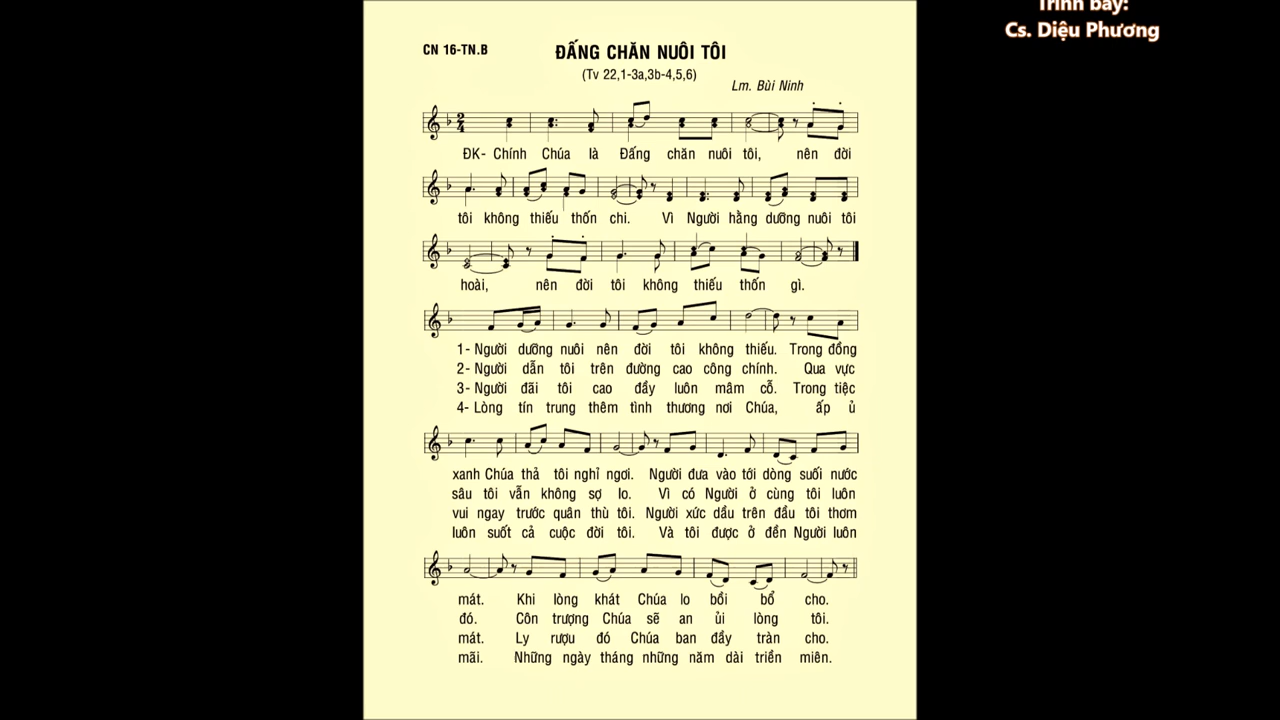 Trình bày:
Cs. Diệu Phương
CN 16-TN.B
ĐẤNG CHĂN NUÔI TÔI
(Tv 22,1-3a,3b-4,5,6)
Lm. Bùi Ninh
ĐK- Chính Chúa là Đấng chăn nuôi tôi, nên đời
tôi không thiếu thốn chi. Vì Người hằng dưỡng nuôi tôi
hoài, nên đời tôi không thiếu thốn gì.
1- Người dưỡng nuôi nên đời tôi không thiếu. Trong đồng
2- Người dẫn tôi trên đường cao công chính. Qua vực
3- Người đãi tôi cao đầy luôn mâm cỗ. Trong tiệc
4- Lòng tín trung thêm tình thương nơi Chúa, ấp ủ
xanh Chúa thả tôi nghỉ ngơi. Người đưa vào tới dòng suối nước
sâu tôi vẫn không sợ lo. Vì có Người ở cùng tôi luôn
vui ngay trước quân thù tôi. Người xức dầu trên đầu tôi thơm
luôn suốt cả cuộc đời tôi. Và tôi được ở đền Người luôn
mát. Khi lòng khát Chúa lo bồi bổ cho.
đó. Côn trượng Chúa sẽ an ủi lòng tôi.
mát. Ly rượu đó Chúa ban đầy tràn cho.
mãi. Những ngày tháng những năm dài triền miên.